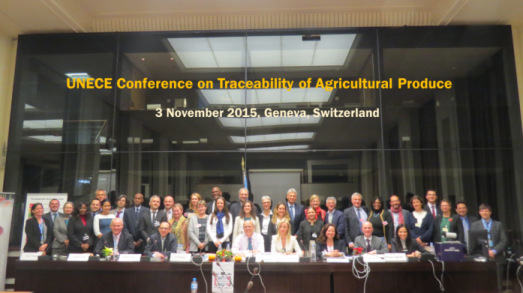 UNECE Conference on Traceability of Agricultural Produce
3 November 2015, Geneva, Switzerland